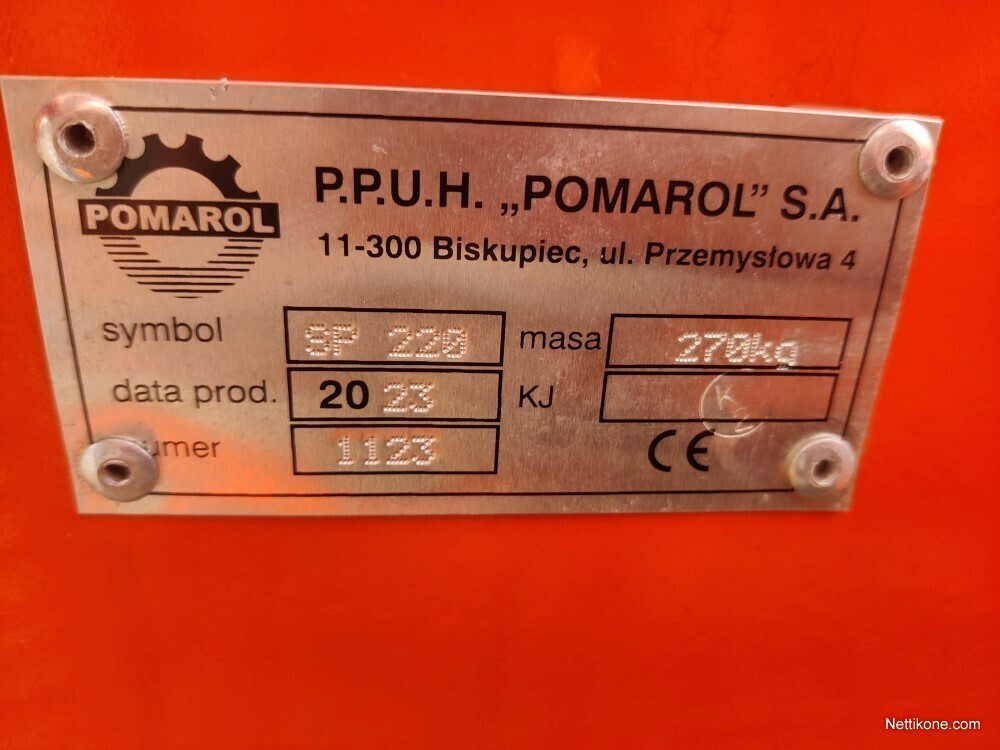 POMAROL
P.P.U.H. „POMAROL" S.A.
11-300 Biskupiec, ul. Przemysłowa 4
symbol SP 220 masa 270kg
data prod. 20 23 KJ K2
umer 1123 CE
Nettikone.com